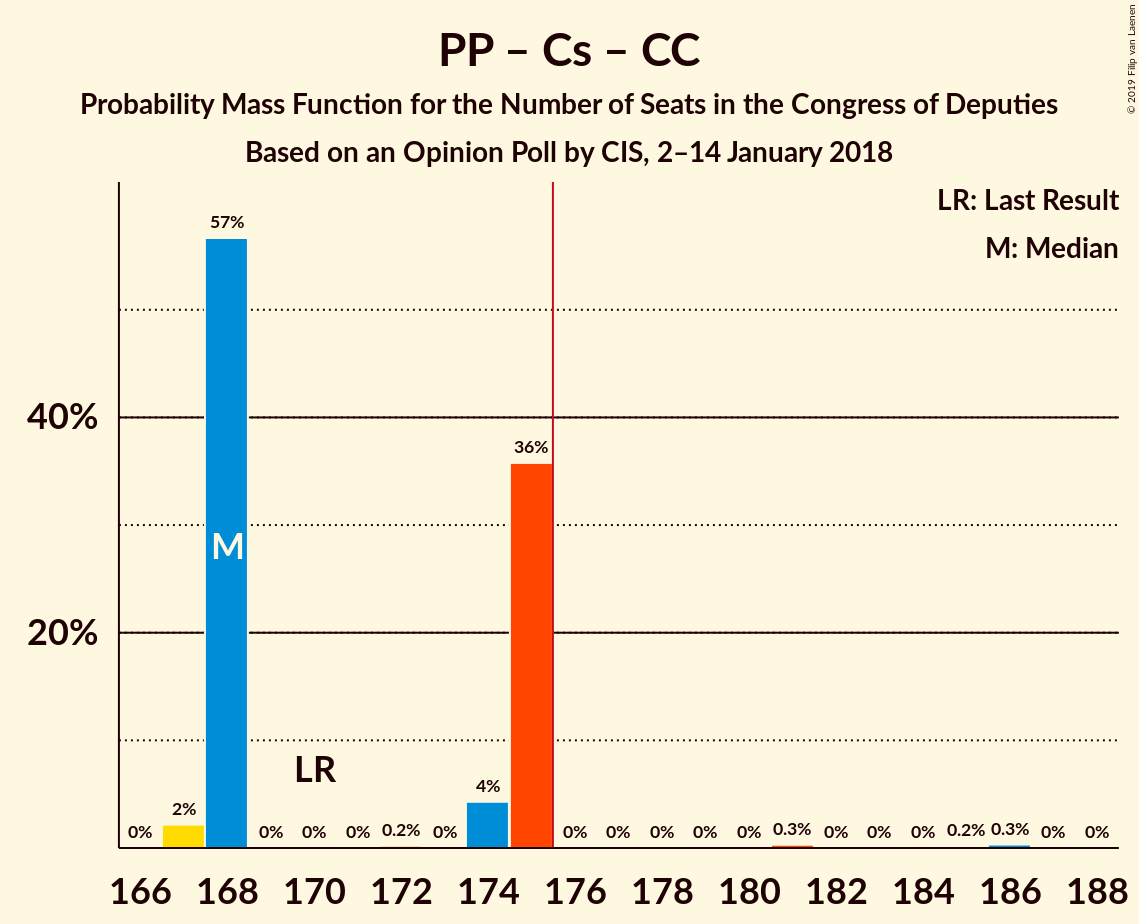 PP – Cs – CC
Probability Mass Function for the Number of Seats in the Congress of Deputies
Based on an Opinion Poll by CIS, 2–14 January 2018
© 2019 Filip van Laenen
LR: Last Result
M: Median
57%
40%
36%
M
20%
LR
4%
2%
0% 0% 0% 0% 0.2% 0% 0% 0% 0% 0% 0% 0.3% 0% 0% 0% 0.2% 0.3% 0% 0%
166 168 170 172 174 176 178 180 182 184 186 188